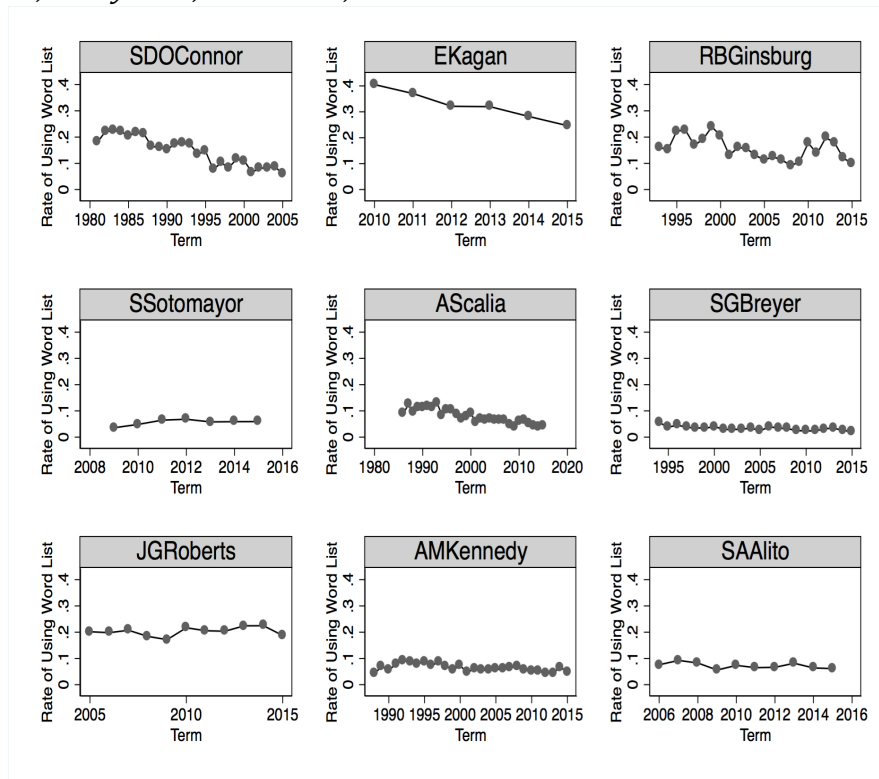 SDOConnor
Rate of Using Word List
0 .1 .2 .3 .4
1980 1985 1990 1995 2000 2005
Term
EKagan
Rate of Using Word List
0 .1 .2 .3 .4
2010 2011 2012 2013 2014 2015
Term
RBGinsburg
Rate of Using Word List
0 .1 .2 .3 .4
1995 2000 2005 2010 2015
Term
SSotomayor
Rate of Using Word List
0 .1 .2 .3 .4
2008 2010 2012 2014 2016
Term
AScalia
Rate of Using Word List
0 .1 .2 .3 .4
1980 1990 2000 2010 2020
Term
SGBreyer
Rate of Using Word List
0 .1 .2 .3 .4
1995 2000 2005 2010 2015
Term
JGRoberts
Rate of Using Word List
0 .1 .2 .3 .4
2005 2010 2015
Term
AMKennedy
Rate of Using Word List
0 .1 .2 .3 .4
1990 1995 2000 2005 2010 2015
Term
SAAlito
Rate of Using Word List
0 .1 .2 .3 .4
2006 2008 2010 2012 2014 2016
Term